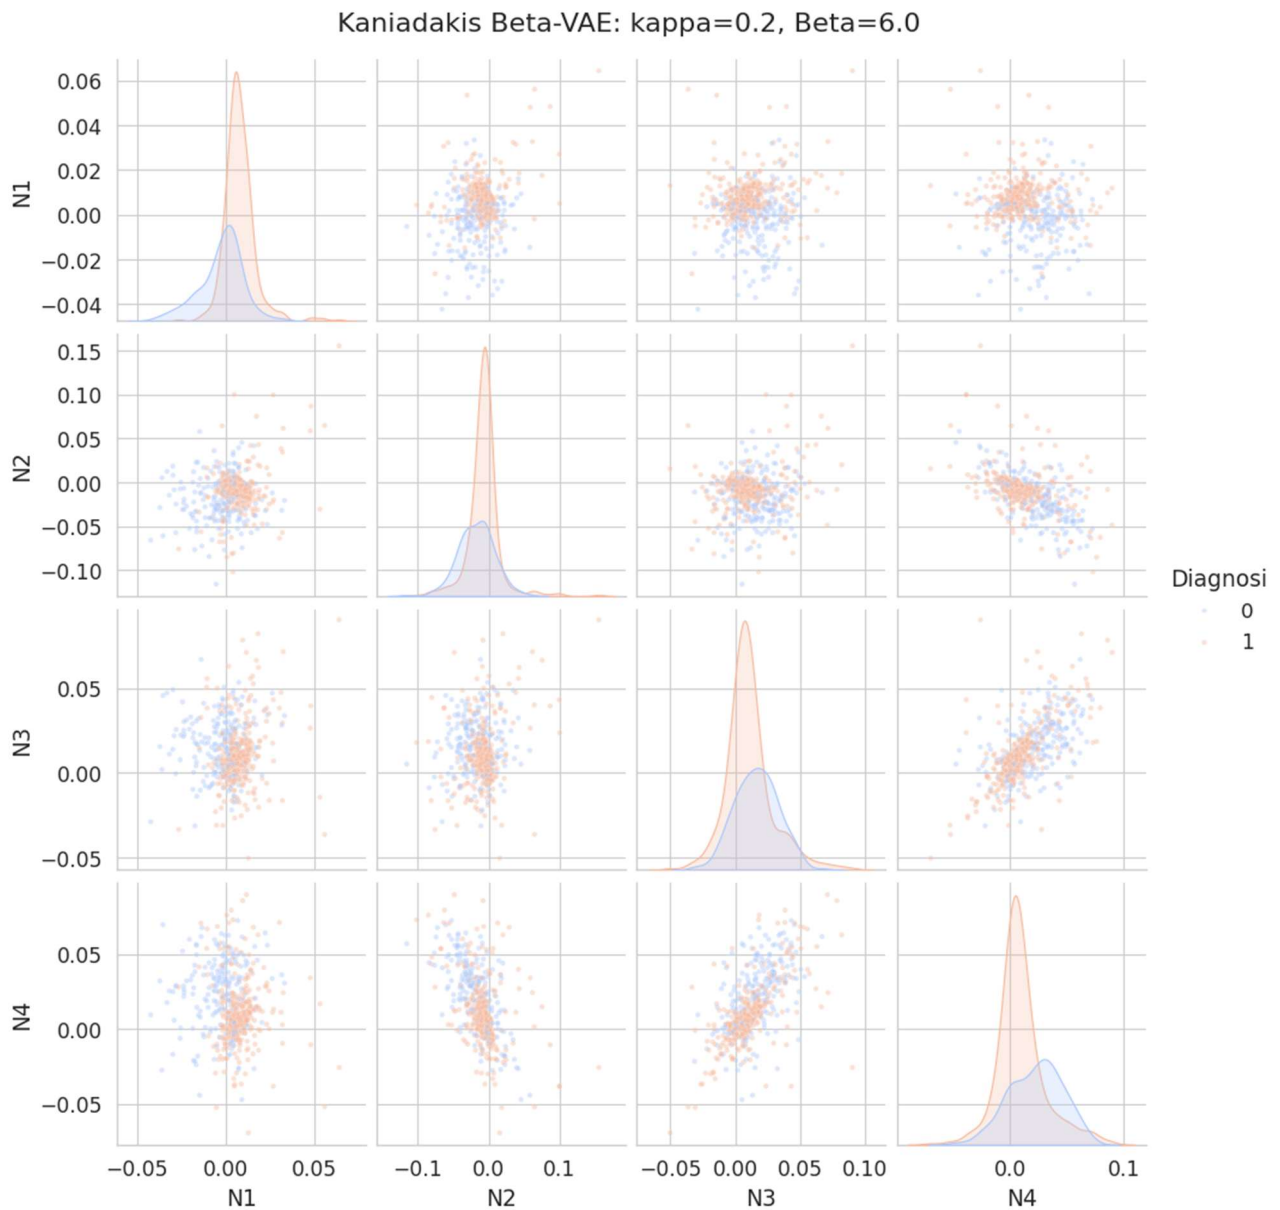 Kaniadakis Beta-VAE: kappa=0.2, Beta=6.0
0.06
0.04
0.02
0.00
−0.02
−0.04
N1
0.15
0.10
0.05
0.00
−0.05
−0.10
N2
Diagnosi
0
1
0.05
0.00
−0.05
N3
0.05
0.00
−0.05
N4
−0.05 0.00 0.05
−0.1 0.0 0.1
−0.05 0.00 0.05 0.10
0.0 0.1
N1 N2 N3 N4